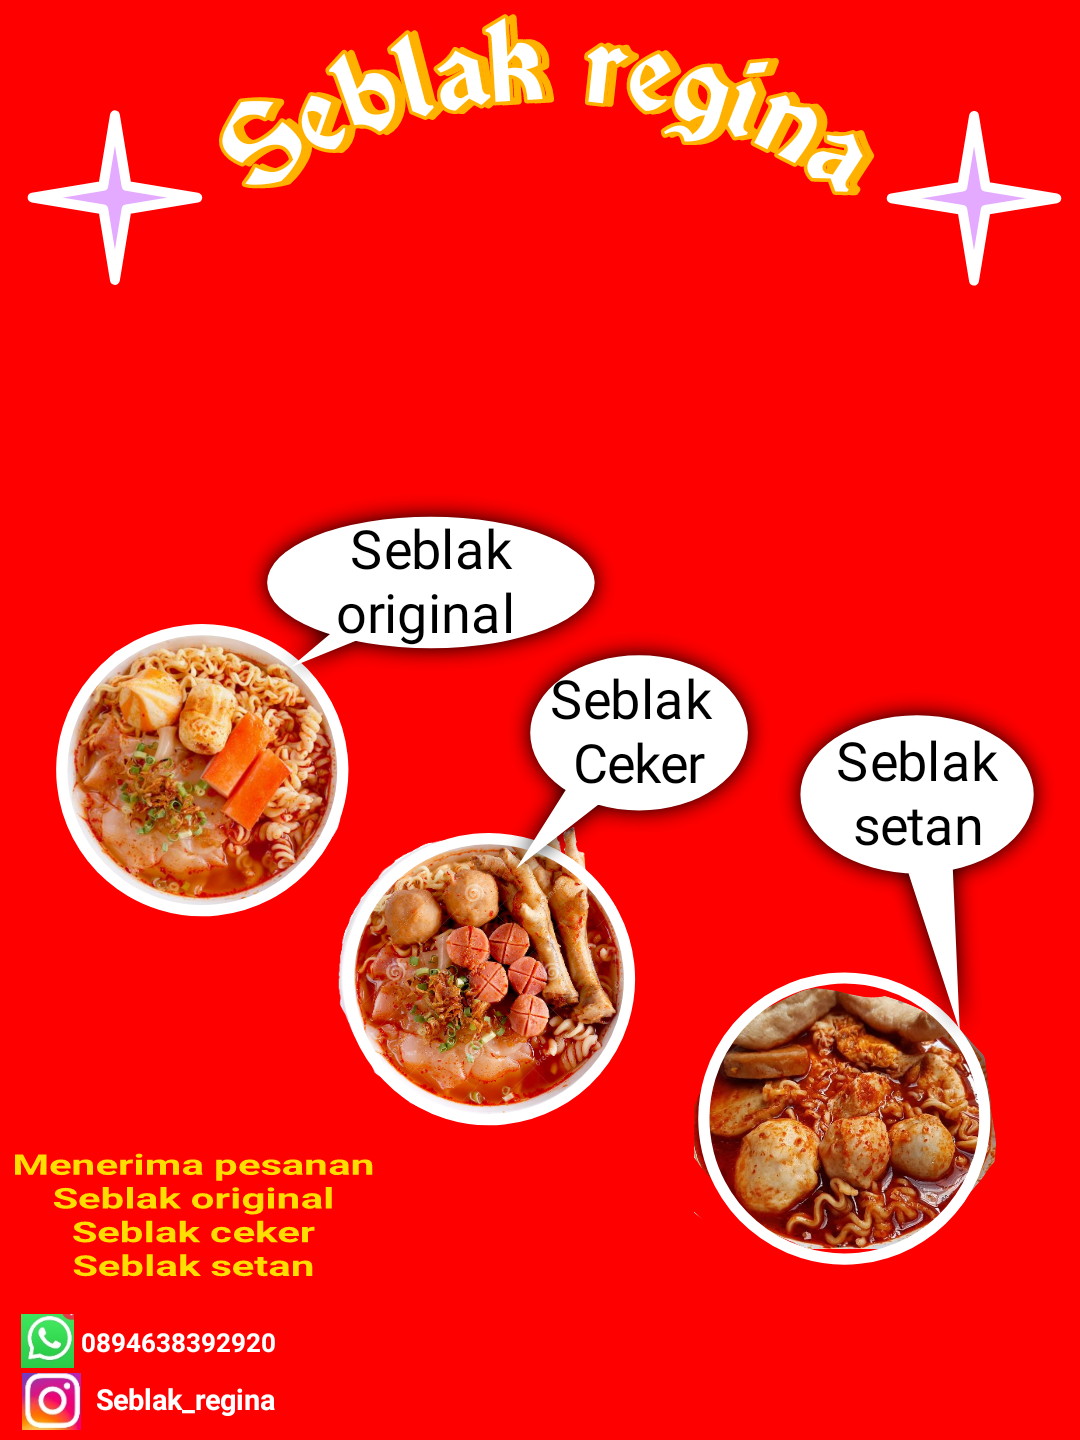 Seblak regina
Seblak
original
Seblak
Ceker
Seblak
setan
Menerima pesanan
Seblak original
Seblak ceker
Seblak setan
0894638392920
Seblak_regina